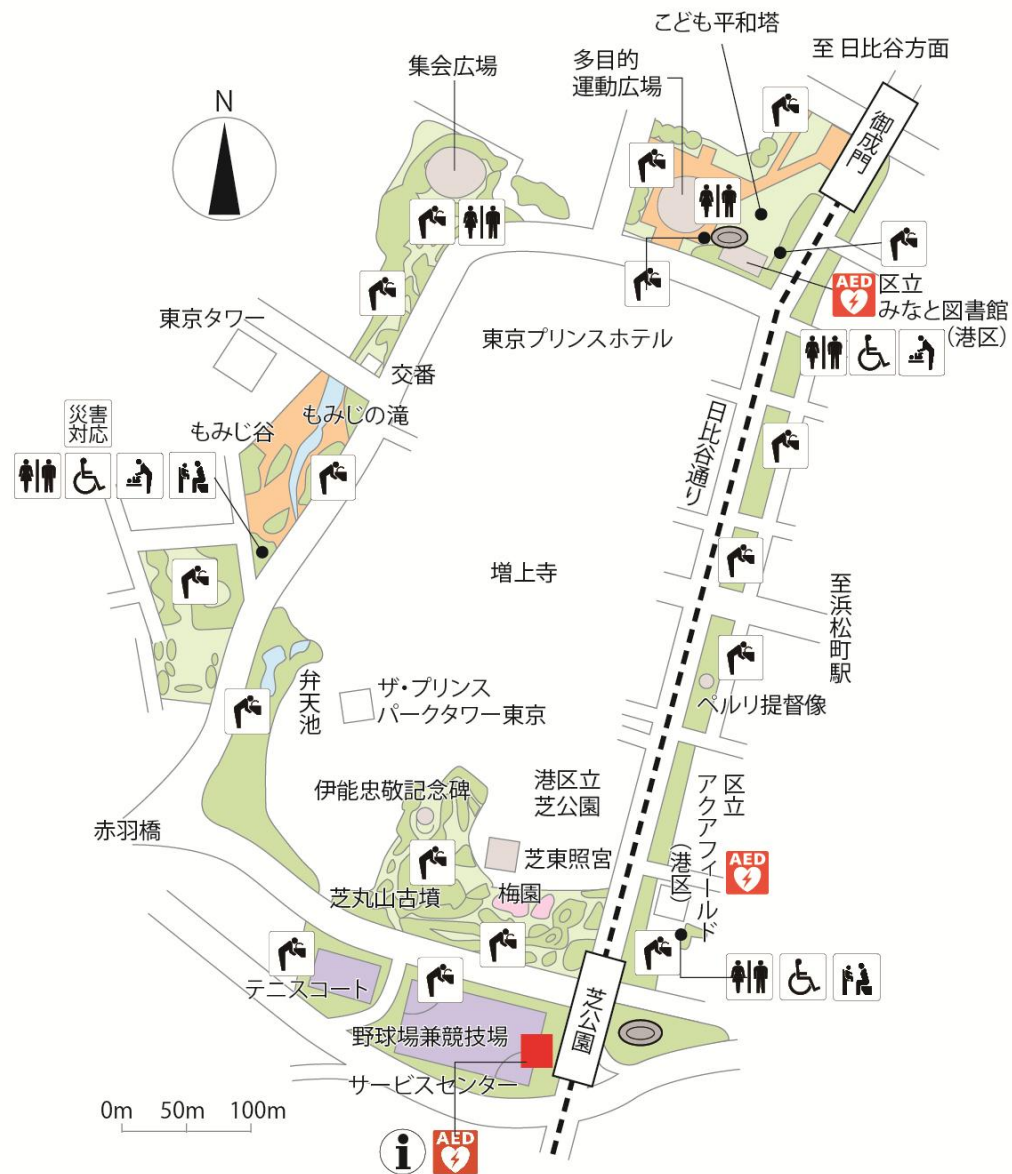 こども平和塔
至 日比谷方面
集会広場
多目的
運動広場
N
御成門
AED
区立
みなと図書館
(港区)
東京タワー
東京プリンスホテル
交番
もみじの滝
災害
対応
もみじ谷
日比谷通り
増上寺
至浜松町駅
弁天池
ザ・プリンス
パークタワー東京
ペルリ提督像
伊能忠敬記念碑
港区立
芝公園
区立
アクアフィールド
(港区)
AED
赤羽橋
芝東照宮
芝丸山古墳
梅園
テニスコート
芝公園
野球場兼競技場
サービスセンター
0m 50m 100m
i
AED